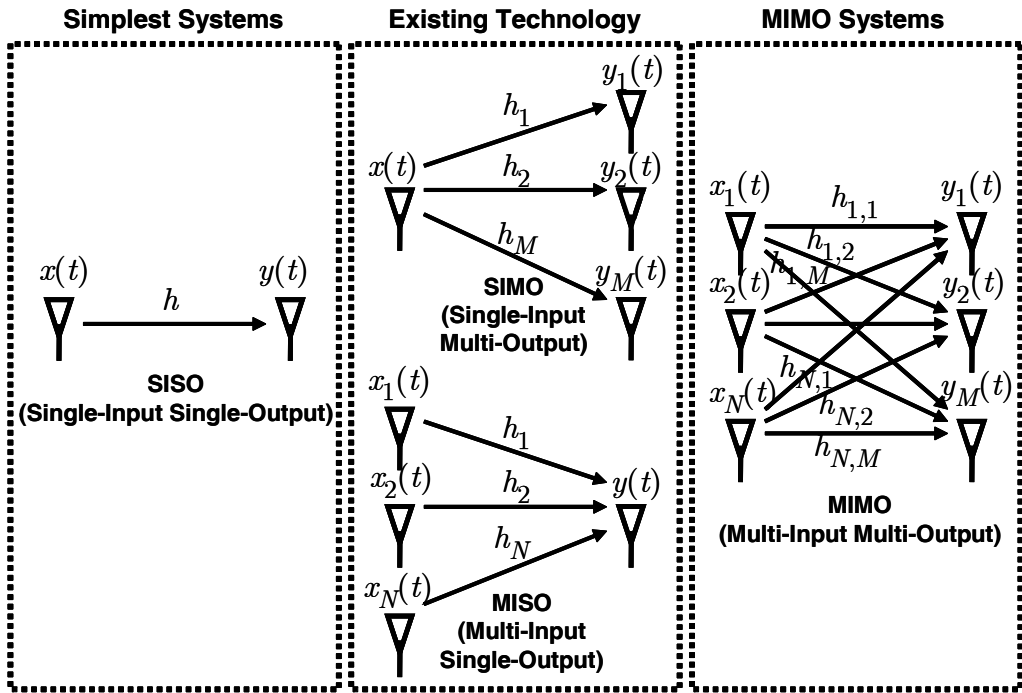 Simplest Systems
x(t)
y(t)
h
SISO
(Single-Input Single-Output)
Existing Technology
y1(t)
h1
x(t)
h2
y2(t)
hM
yM(t)
SIMO
(Single-Input
Multi-Output)
x1(t)
h1
x2(t)
h2
y(t)
hN
xN(t)
MISO
(Multi-Input
Single-Output)
MIMO Systems
x1(t)
h1,1
y1(t)
h1,2
h1,M
x2(t)
y2(t)
hN,1
xN(t)
yM(t)
hN,2
hN,M
MIMO
(Multi-Input Multi-Output)